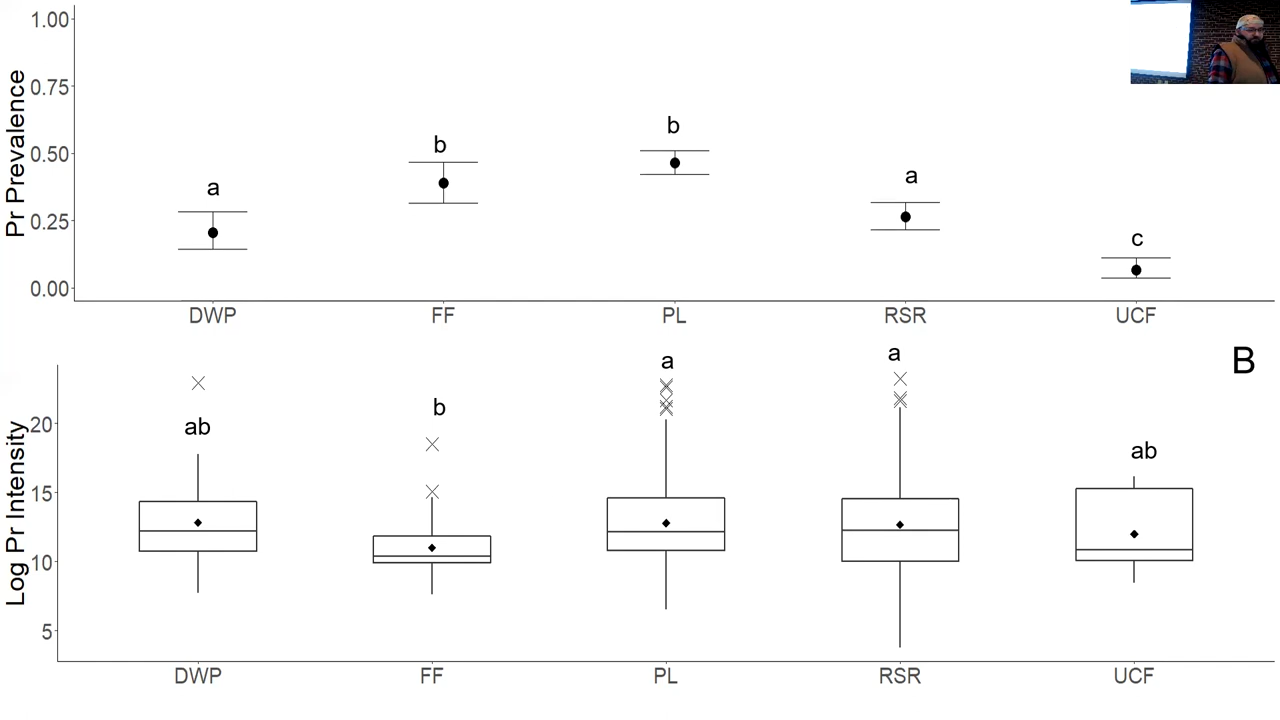 Pr Prevalence
1.00
0.75
0.50
0.25
0.00
a
b
b
a
c
DWP FF PL RSR UCF
B
Log Pr Intensity
20
15
10
5
ab
b
a
a
ab
DWP FF PL RSR UCF